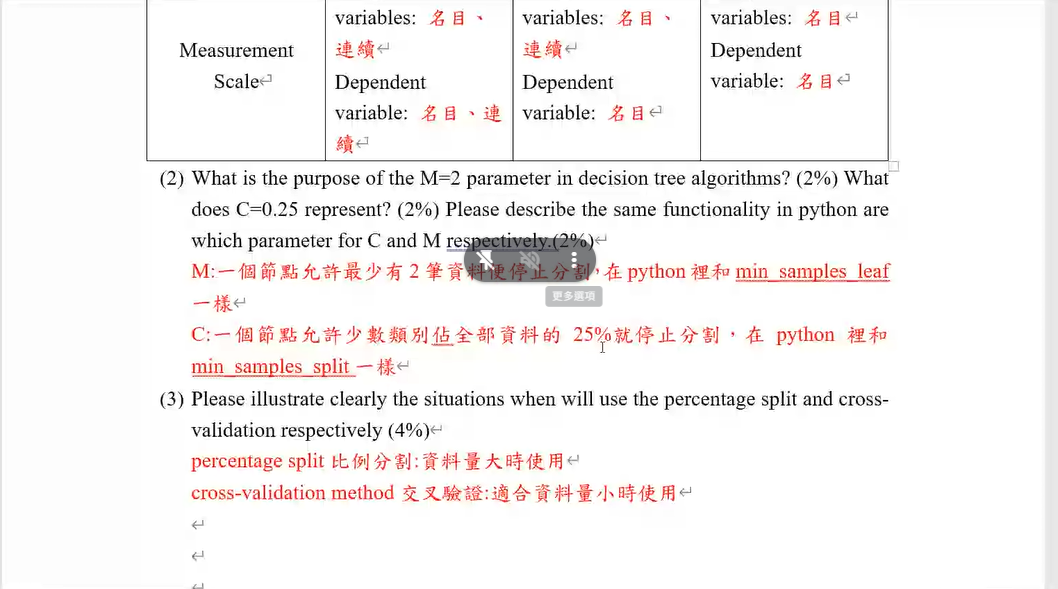 variables: 名目、
連續
Dependent
variable: 名目、連
續
variables: 名目、
連續
Dependent
variable: 名目
variables: 名目
Dependent
variable: 名目
Measurement
Scale
(2) What is the purpose of the M=2 parameter in decision tree algorithms? (2%) What
does C=0.25 represent? (2%) Please describe the same functionality in python are
which parameter for C and M respectively.(2%)
M:一個節點允許最少有 2 筆資料便停止分割,在 python 裡和 min_samples_leaf
一樣
更多選項
C:一個節點允許少數類別佔全部資料的 25%就停止分割,在 python 裡和
min_samples_split 一樣
(3) Please illustrate clearly the situations when will use the percentage split and cross-
validation respectively (4%)
percentage split 比例分割:資料量大時使用
cross-validation method 交叉驗證:適合資料量小時使用